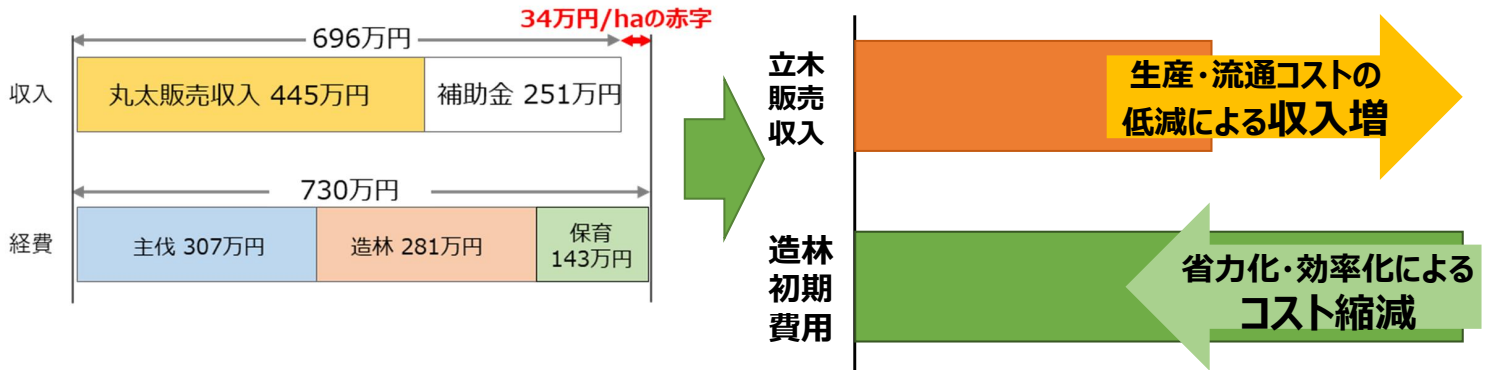 34万円/haの赤字
696万円
収入
丸太販売収入 445万円
補助金 251万円
730万円
経費
主伐 307万円
造林 281万円
保育
143万円
立木
販売
収入
生産・流通コストの
低減による収入増
造林
初期
費用
省力化・効率化による
コスト縮減